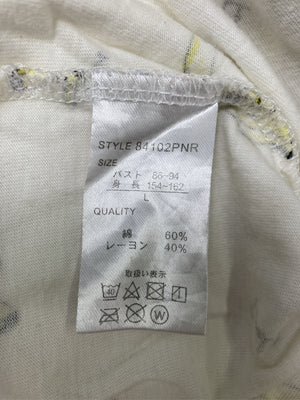 STYLE 84102PNR
SIZE
バスト 86~94
身 長 154~162
L
QUALITY
綿 60%
レーヨン 40%
取扱い表示
40
W